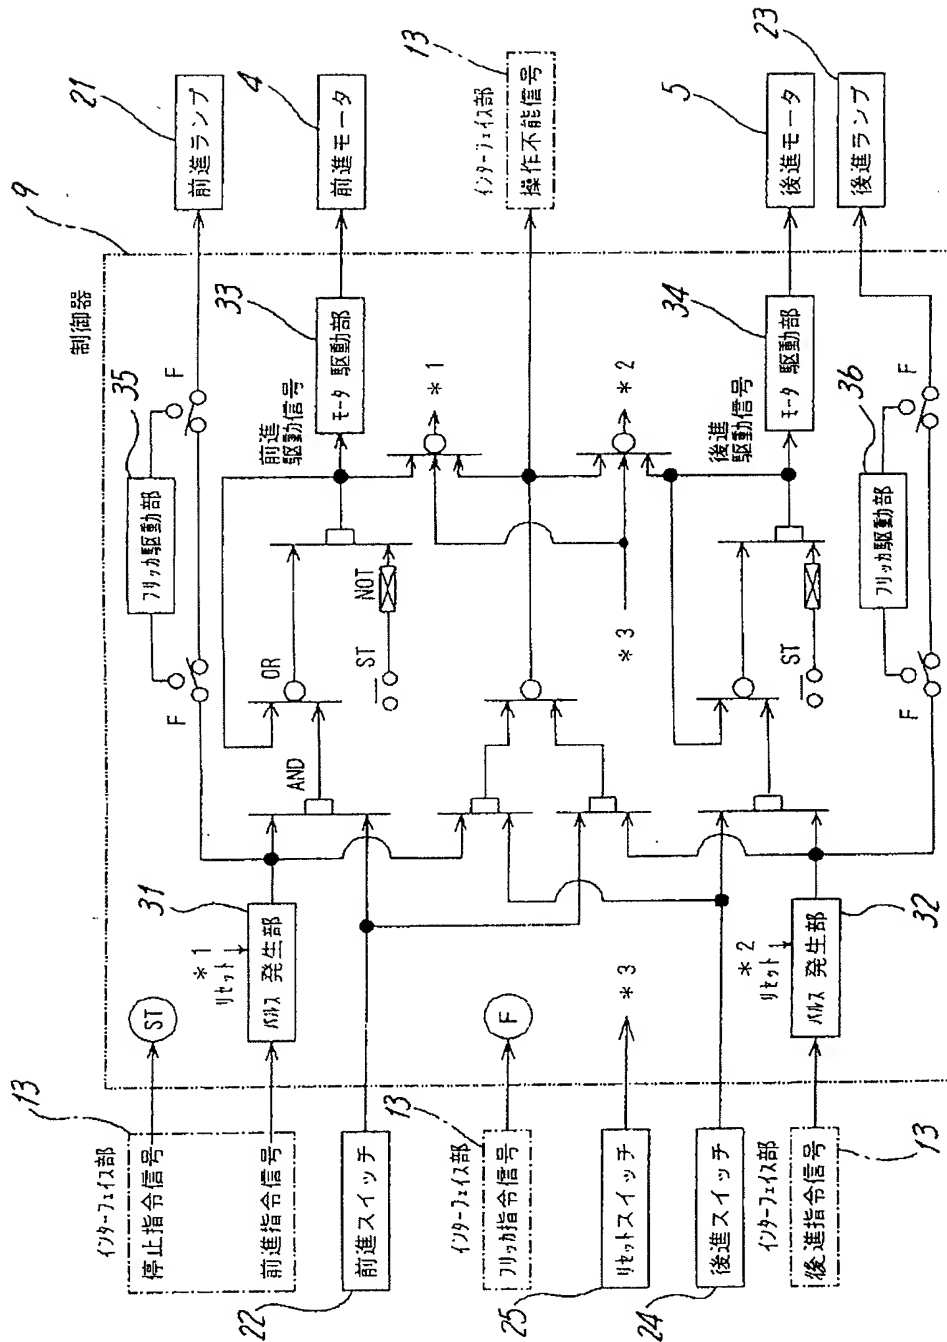 13
インターフェイス部
停止指令信号
前進指令信号
22
前進スイッチ
インターフェイス部
13
フリッカ指令信号
25
リセットスイッチ
24
後進スイッチ
インターフェイス部
後進指令信号
13
制御器
9
ST
*1
リセット
31
パルス 発生部
F
*3
*2
リセット
パルス 発生部
32
F
フリッカ駆動部
35
F
AND
OR
ST
NOT
前進
駆動信号
33
モータ 駆動部
*1
*3
*2
後進
駆動信号
34
モータ 駆動部
ST
F
フリッカ駆動部
36
F
21
前進ランプ
4
前進モータ
13
インターフェイス部
操作不能信号
5
後進モータ
23
後進ランプ